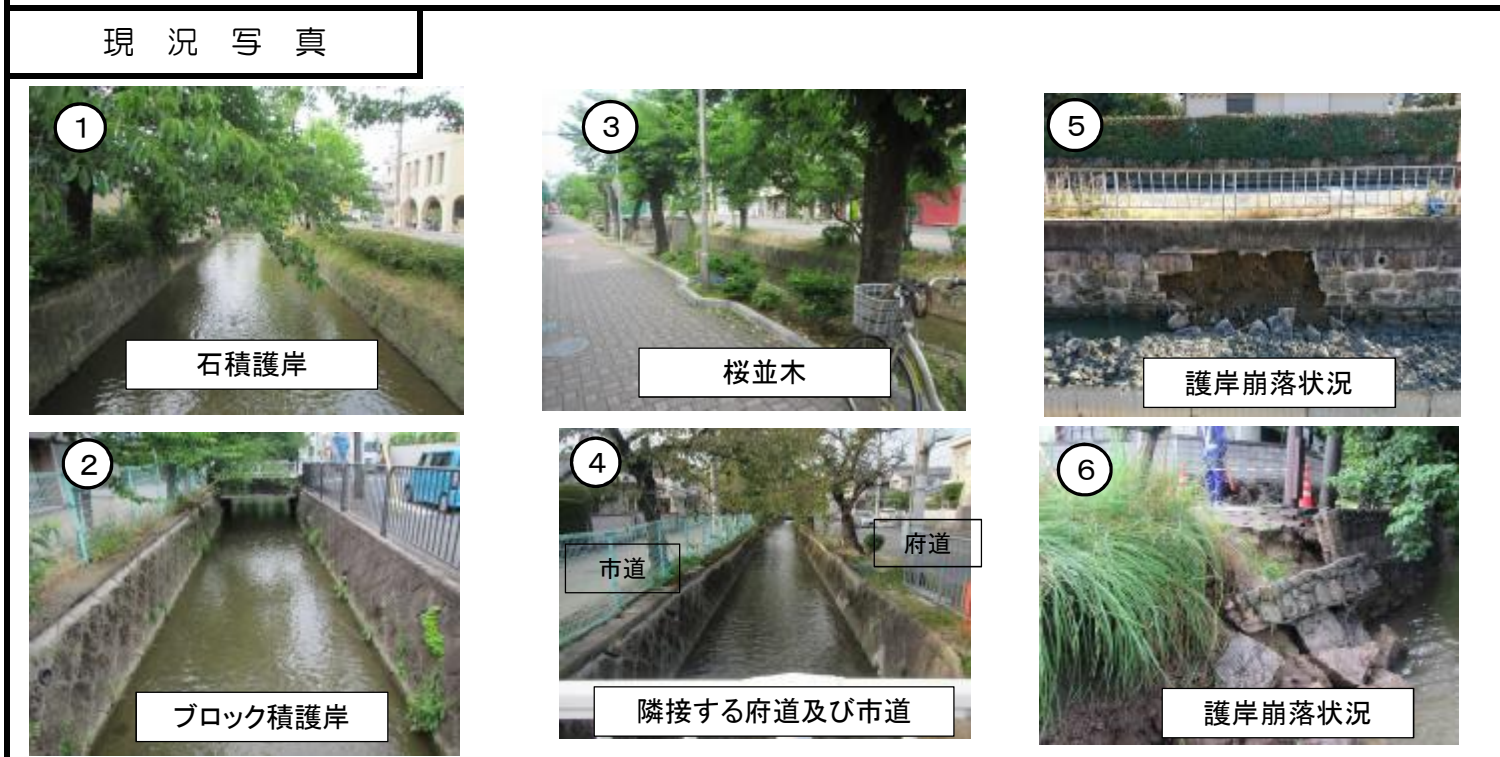 現況写真
①
石積護岸
②
ブロック積護岸
③
桜並木
④
市道
府道
隣接する府道及び市道
⑤
護岸崩落状況
⑥
護岸崩落状況